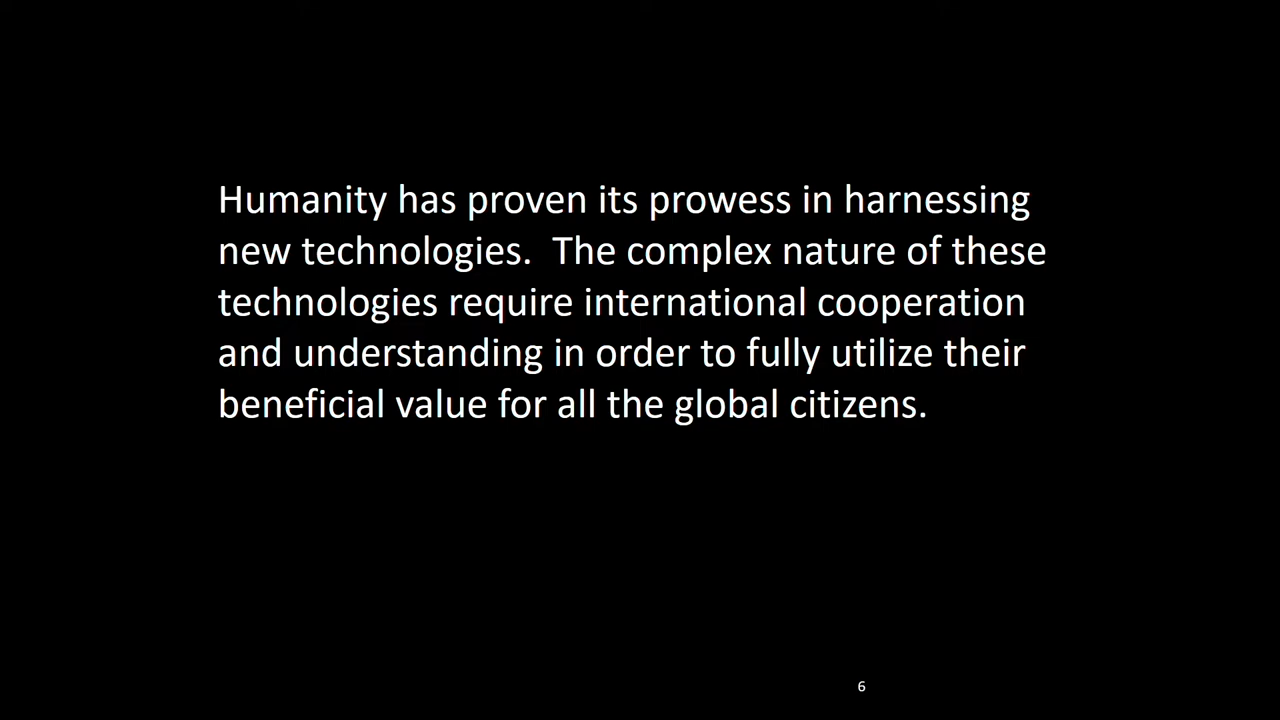 Humanity has proven its prowess in harnessing
new technologies.  The complex nature of these
technologies require international cooperation
and understanding in order to fully utilize their
beneficial value for all the global citizens.
6